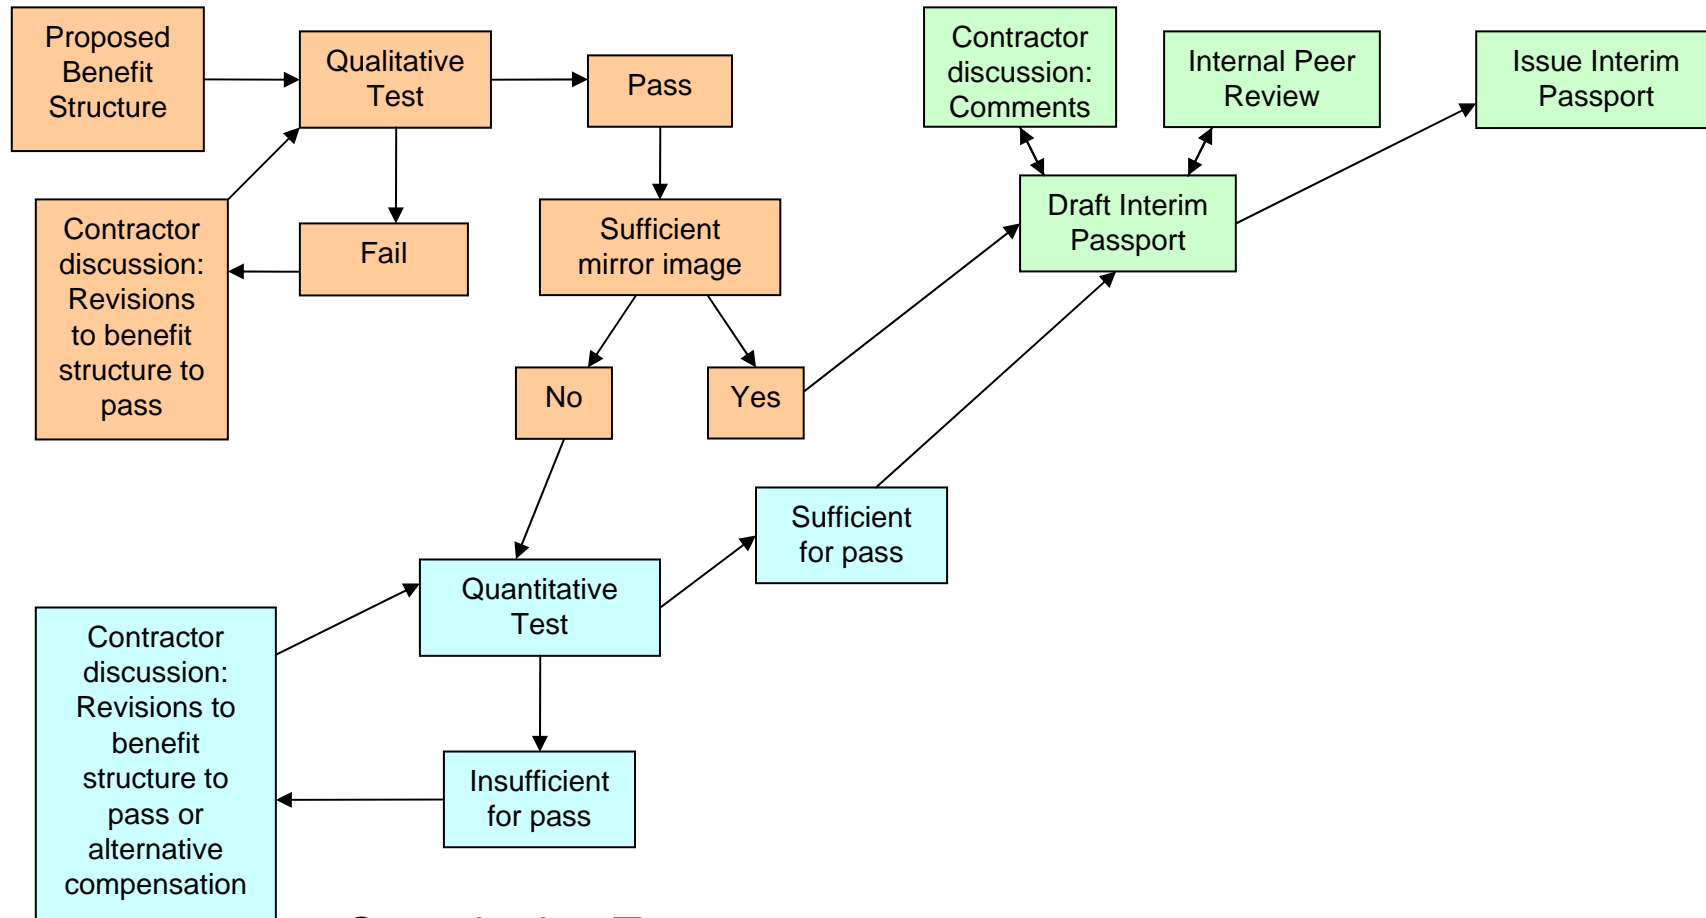 Proposed
Benefit
Structure
Qualitative
Test
Pass
Contractor
discussion:
Comments
Internal Peer
Review
Issue Interim
Passport
Contractor
discussion:
Revisions
to benefit
structure to
pass
Fail
Sufficient
mirror image
Draft Interim
Passport
No
Yes
Sufficient
for pass
Quantitative
Test
Contractor
discussion:
Revisions to
benefit
structure to
pass or
alternative
compensation
Insufficient
for pass